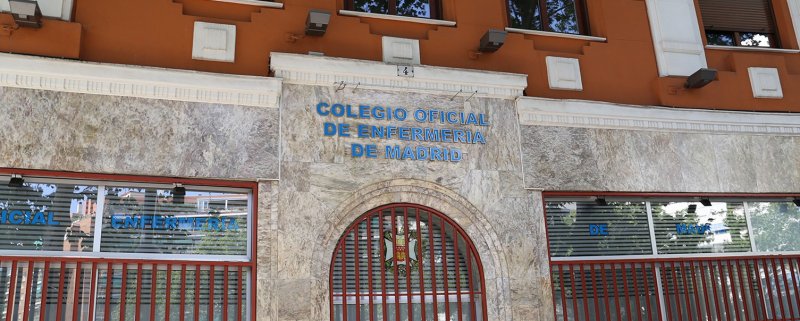 4
COLEGIO OFICIAL
DE ENFERMERIA
DE MADRID
ENFERMERIA
DE